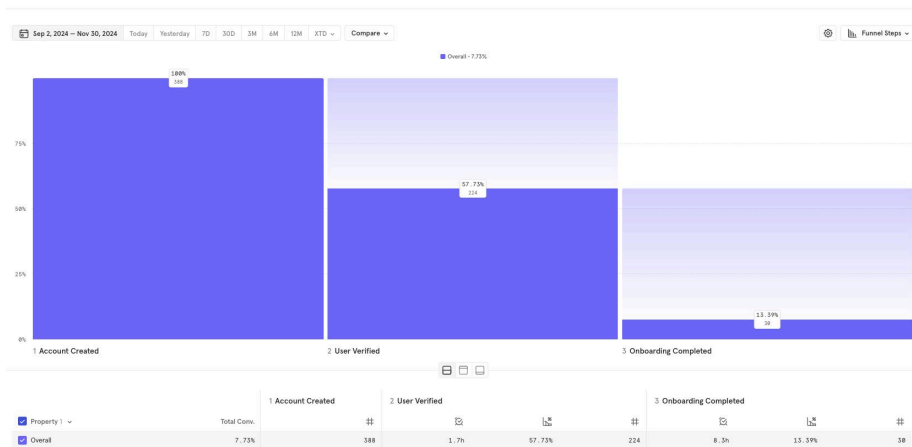 Sep 2, 2024 — Nov 30, 2024 Today Yesterday 7D 30D 3M 6M 12M XTD Compare Funnel Steps
Overall - 7.73%
100%
388
75%
57.73%
224
50%
25%
13.39%
30
0%
1 Account Created 2 User Verified 3 Onboarding Completed
1 Account Created 2 User Verified 3 Onboarding Completed
Property 1 Total Conv. # # #
Overall 7.73% 388 1.7h 57.73% 224 8.3h 13.39% 30